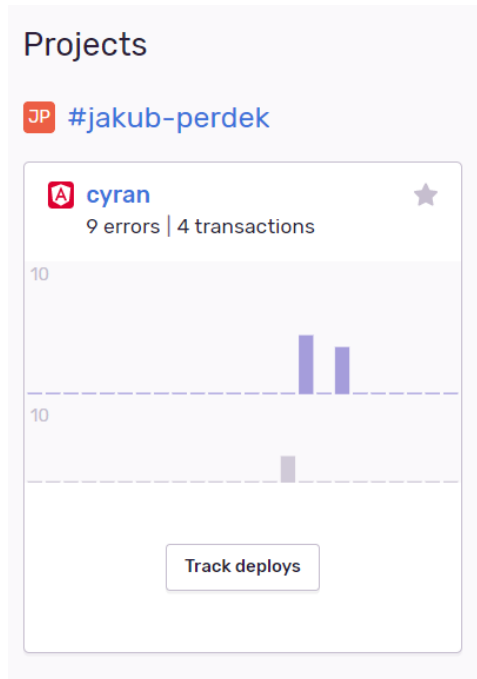 Projects
JP #jakub-perdek
A cyran
9 errors | 4 transactions
10
10
Track deploys